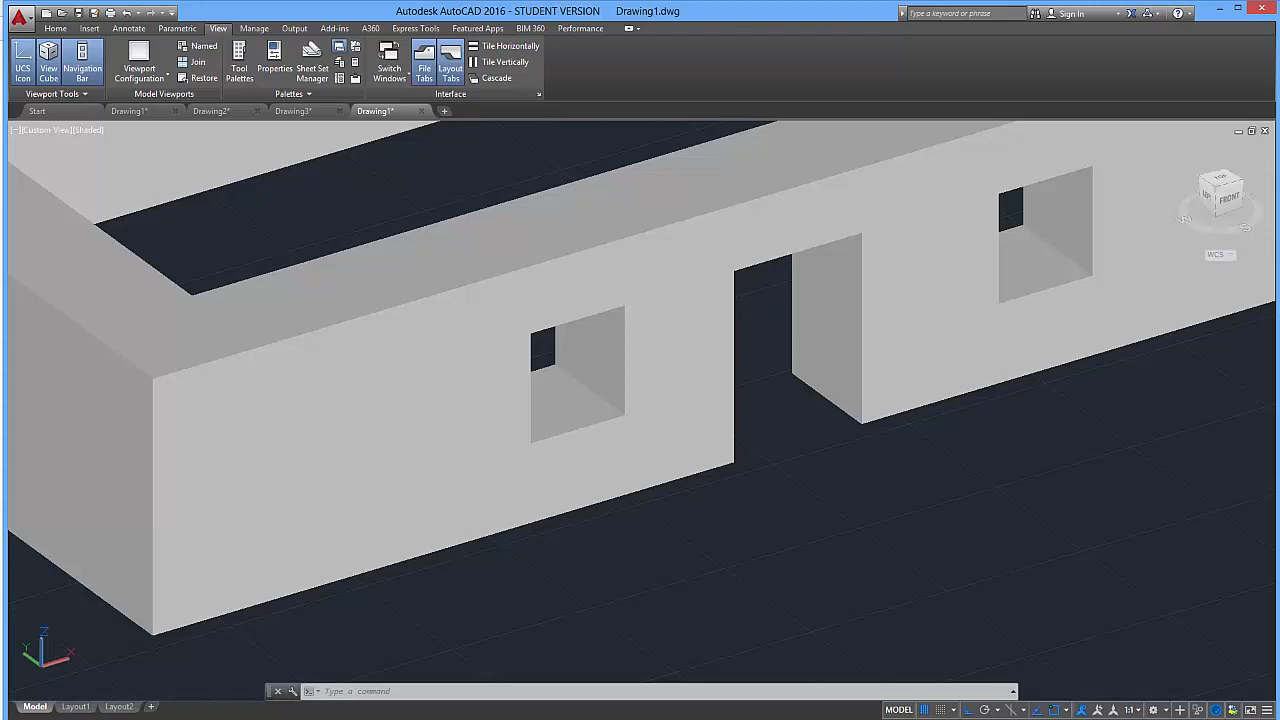 Autodesk AutoCAD 2016 - STUDENT VERSION Drawing1.dwg
Type a keyword or phrase
Sign In
Home Insert Annotate Parametric View Manage Output Add-ins A360 Express Tools Featured Apps BIM 360 Performance
UCS Icon
View Cube
Navigation Bar
Viewport Configuration
Named
Join
Restore
Tool Palettes
Properties
Sheet Set Manager
Switch Windows
File Tabs
Layout Tabs
Tile Horizontally
Tile Vertically
Cascade
Viewport Tools Model Viewports Palettes Interface
Start Drawing1* Drawing2* Drawing3* Drawing1*
[−][Custom View][Shaded]
TOP
FRONT
WCS
Z
Y
X
Type a command
Model Layout1 Layout2
MODEL 1:1